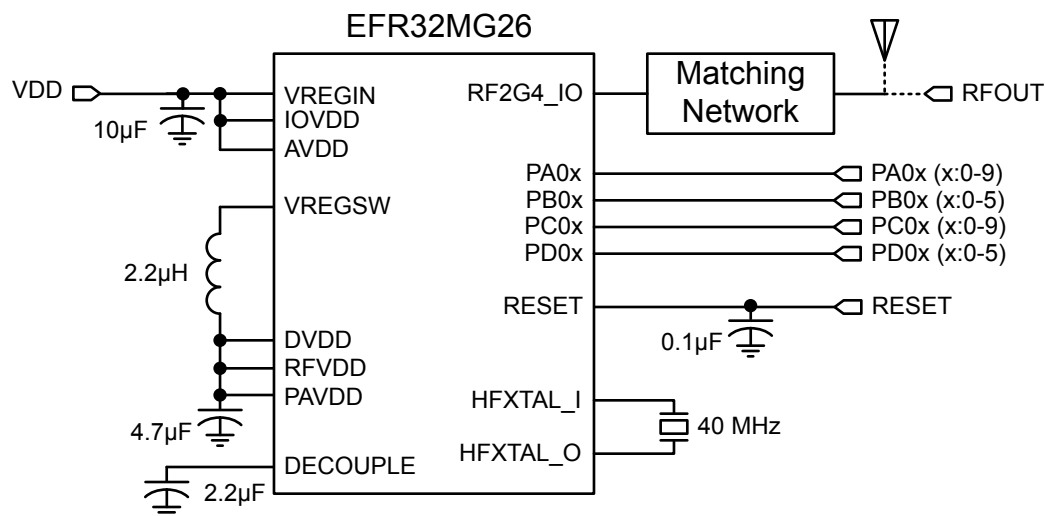 EFR32MG26
VDD
10µF
VREGIN
IOVDD
AVDD
VREGSW
2.2µH
DVDD
RFVDD
PAVDD
4.7µF
DECOUPLE
2.2µF
RF2G4_IO
Matching
Network
RFOUT
PA0x
PA0x (x:0-9)
PB0x
PB0x (x:0-5)
PC0x
PC0x (x:0-9)
PD0x
PD0x (x:0-5)
RESET
RESET
0.1µF
HFXTAL_I
40 MHz
HFXTAL_O